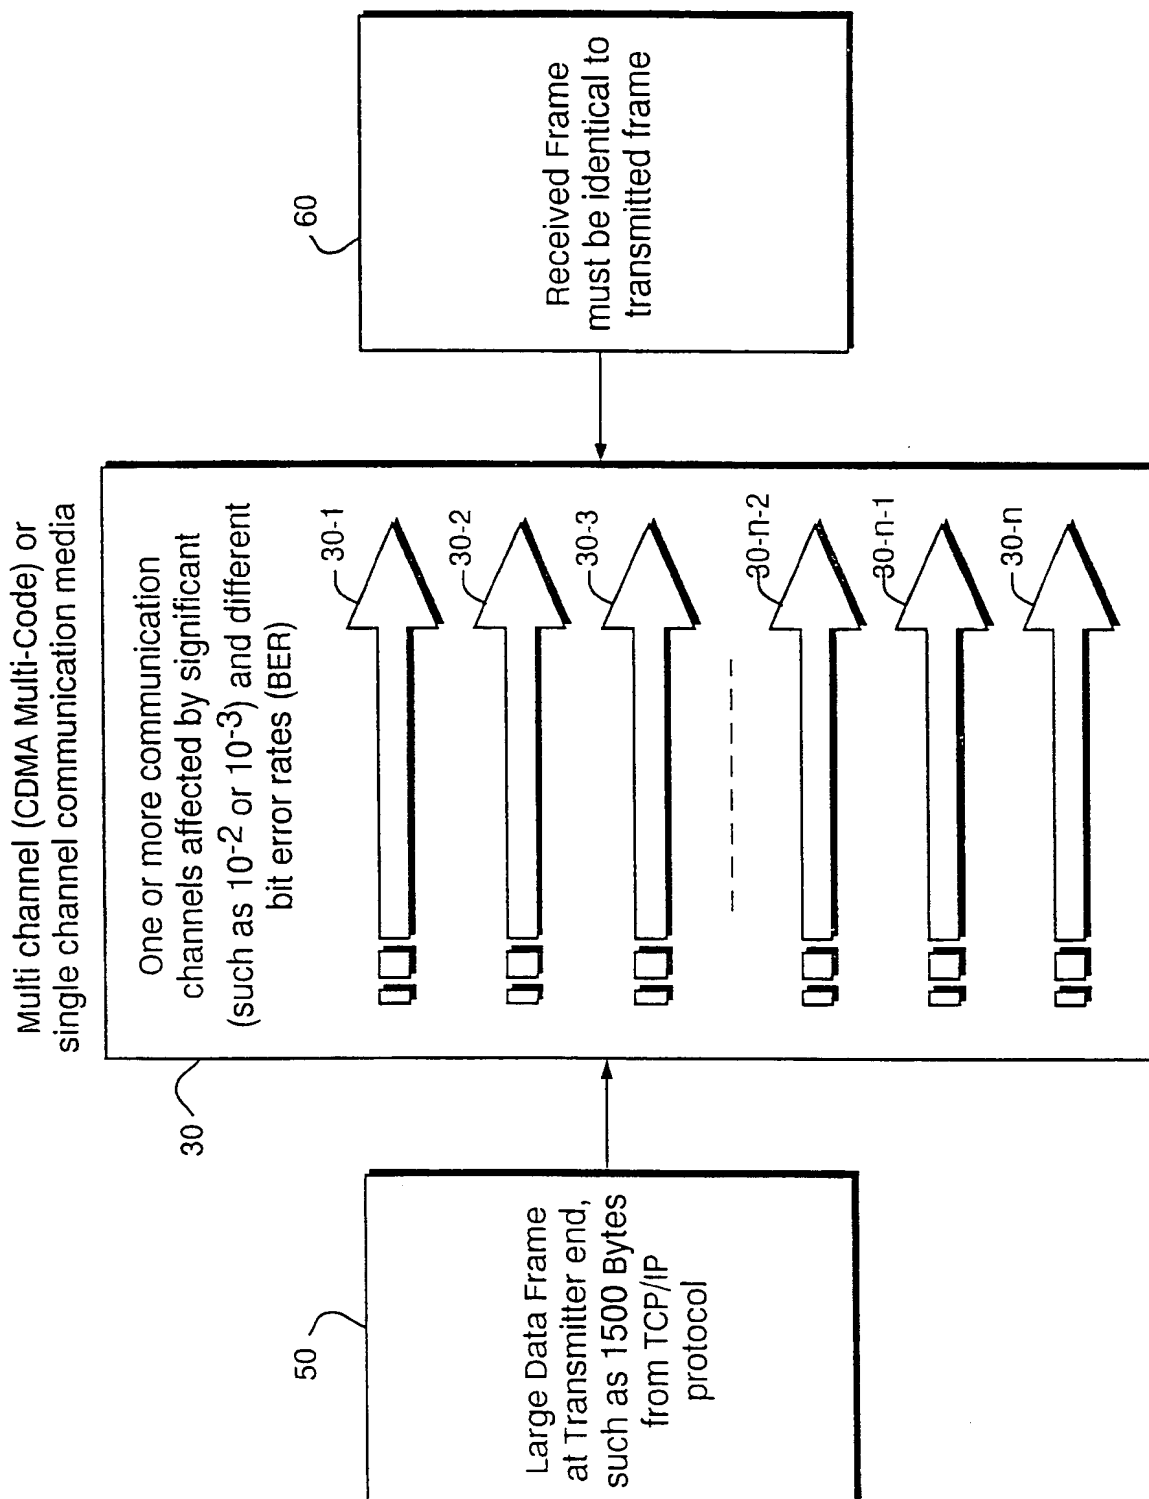 Multi channel (CDMA Multi-Code) or
single channel communication media
50
Large Data Frame
at Transmitter end,
such as 1500 Bytes
from TCP/IP
protocol
30
One or more communication
channels affected by significant
(such as 10⁻² or 10⁻³) and different
bit error rates (BER)
30-1
30-2
30-3
30-n-2
30-n-1
30-n
60
Received Frame
must be identical to
transmitted frame